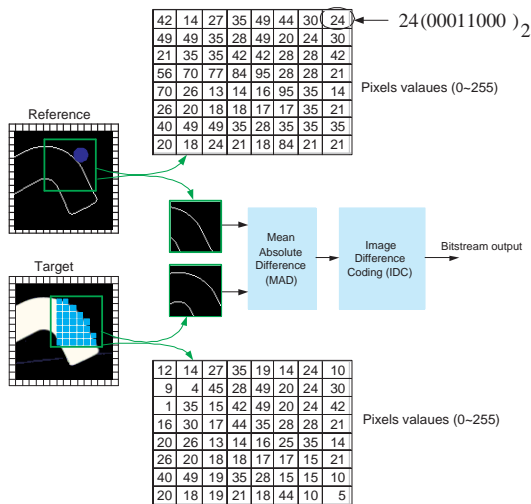 42 14 27 35 49 44 30 24
24(00011000)2
49 49 35 28 49 20 24 30
21 35 35 42 42 28 28 42
56 70 77 84 95 28 28 21
Pixels valaues (0~255)
70 26 13 14 16 95 35 14
26 20 18 18 17 17 35 21
Reference
40 49 49 35 28 35 35 35
20 18 24 21 18 84 21 21
Mean
Absolute
Difference
(MAD)
Image
Difference
Coding (IDC)
Bitstream output
Target
12 14 27 35 19 14 24 10
9 4 45 28 49 20 24 30
1 35 15 42 49 20 24 42
16 30 17 44 35 28 28 21
Pixels valaues (0~255)
20 26 13 14 16 25 35 14
26 20 18 18 17 17 15 21
40 49 19 35 28 15 15 10
20 18 19 21 18 44 10 5